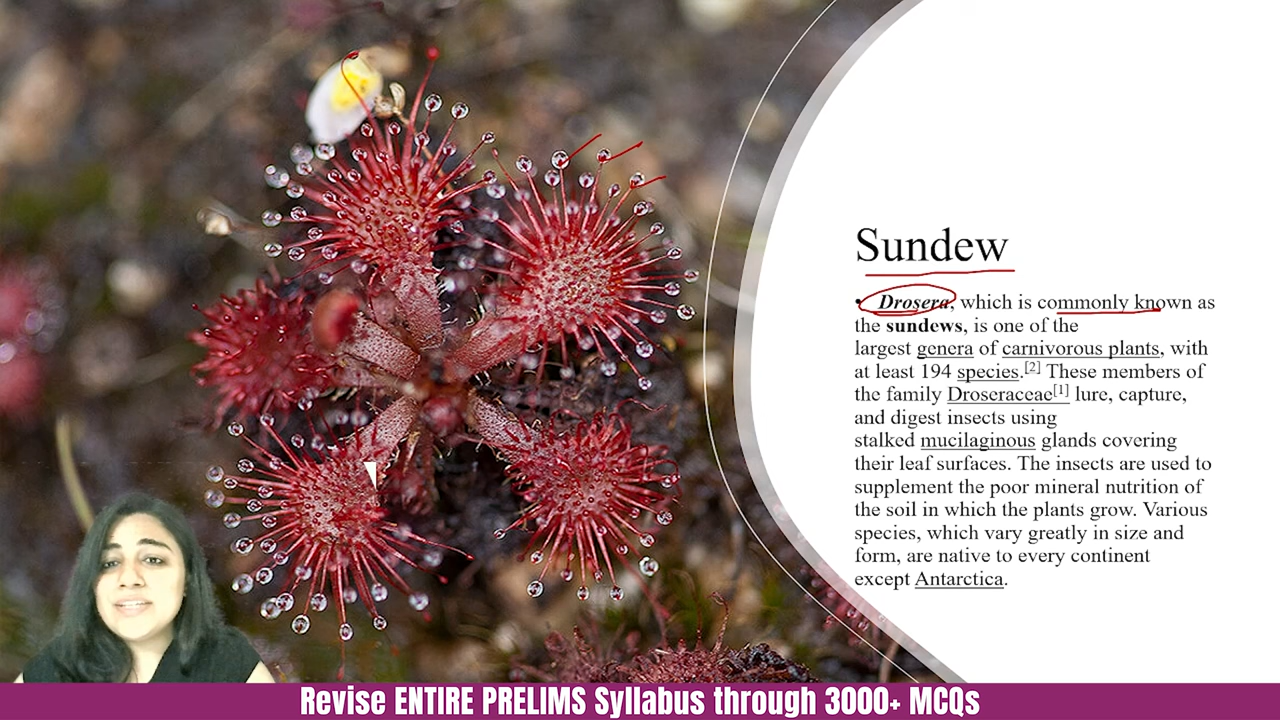 Sundew
• Drosera, which is commonly known as
the sundews, is one of the
largest genera of carnivorous plants, with
at least 194 species.[2] These members of
the family Droseraceae[1] lure, capture,
and digest insects using
stalked mucilaginous glands covering
their leaf surfaces. The insects are used to
supplement the poor mineral nutrition of
the soil in which the plants grow. Various
species, which vary greatly in size and
form, are native to every continent
except Antarctica.
Revise ENTIRE PRELIMS Syllabus through 3000+ MCQs